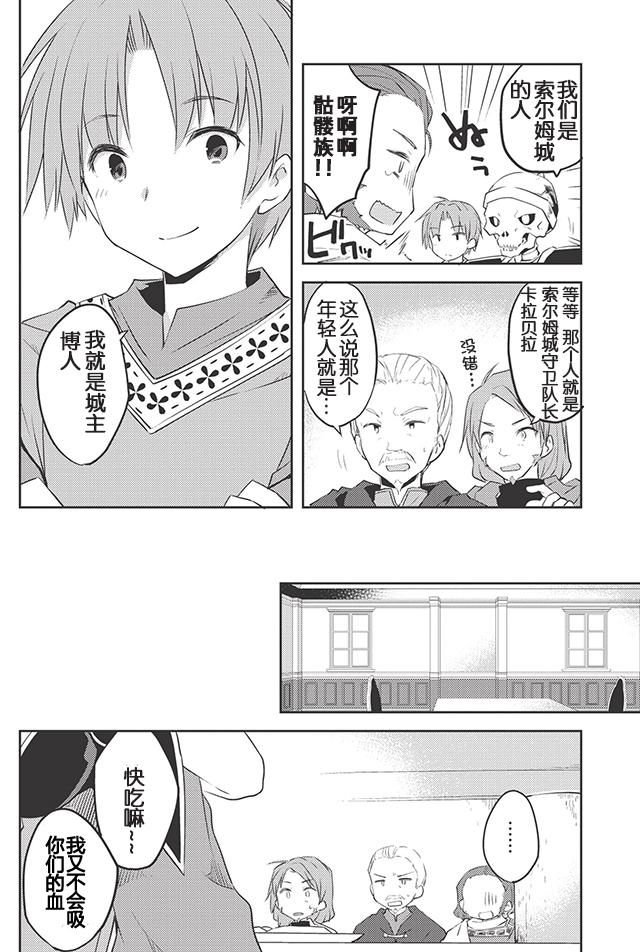 我们是
索尔姆城
的人
呀啊啊
骷髅族!!
ビクッ
等等 那个人就是
索尔姆城守卫队长
卡拉贝拉
没错…
这么说那个
年轻人就是…
我就是城主
博人
……
快吃嘛~
我又不会吸
你们的血